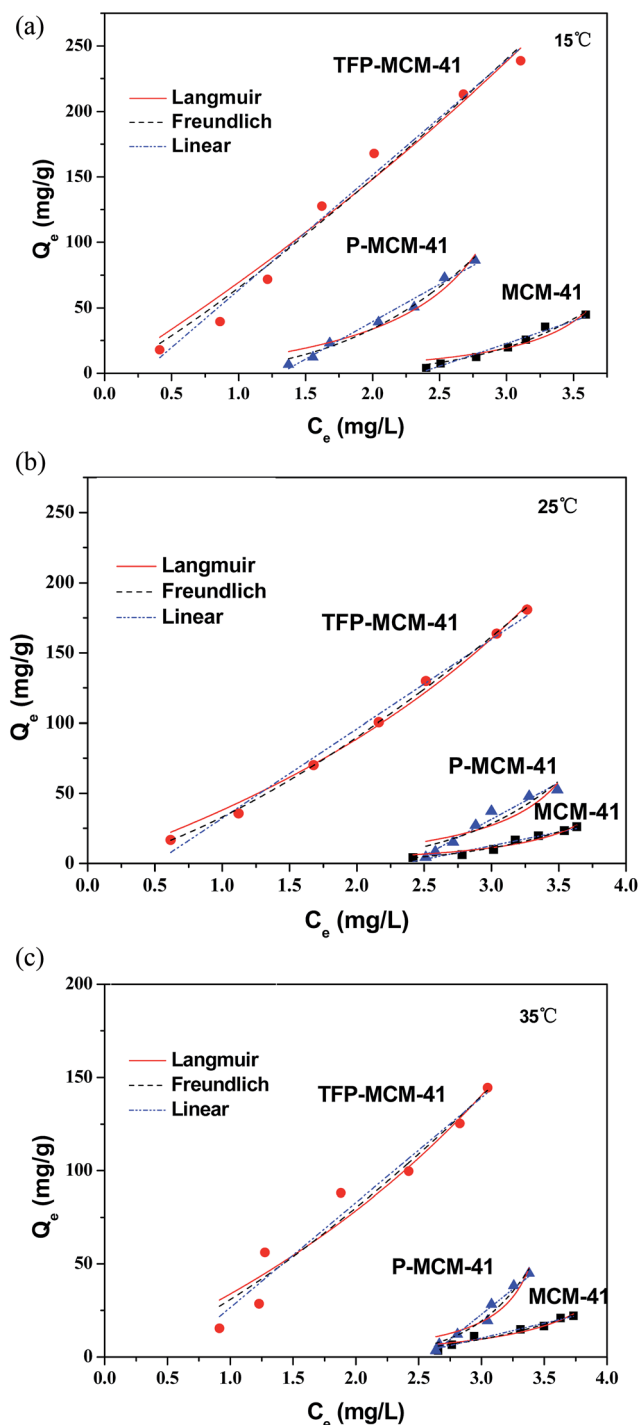 (a)
15℃
TFP-MCM-41
Langmuir
Freundlich
Linear
P-MCM-41
MCM-41
250
200
150
100
50
0
Qe (mg/g)
0.0 0.5 1.0 1.5 2.0 2.5 3.0 3.5
Ce (mg/L)
(b)
25℃
Langmuir
Freundlich
Linear
TFP-MCM-41
P-MCM-41
MCM-41
250
200
150
100
50
0
Qe (mg/g)
0.0 0.5 1.0 1.5 2.0 2.5 3.0 3.5 4.0
Ce (mg/L)
(c)
35℃
Langmuir
Freundlich
Linear
TFP-MCM-41
P-MCM-41
MCM-41
200
150
100
50
0
Qe (mg/g)
0.0 0.5 1.0 1.5 2.0 2.5 3.0 3.5 4.0
Ce (mg/L)